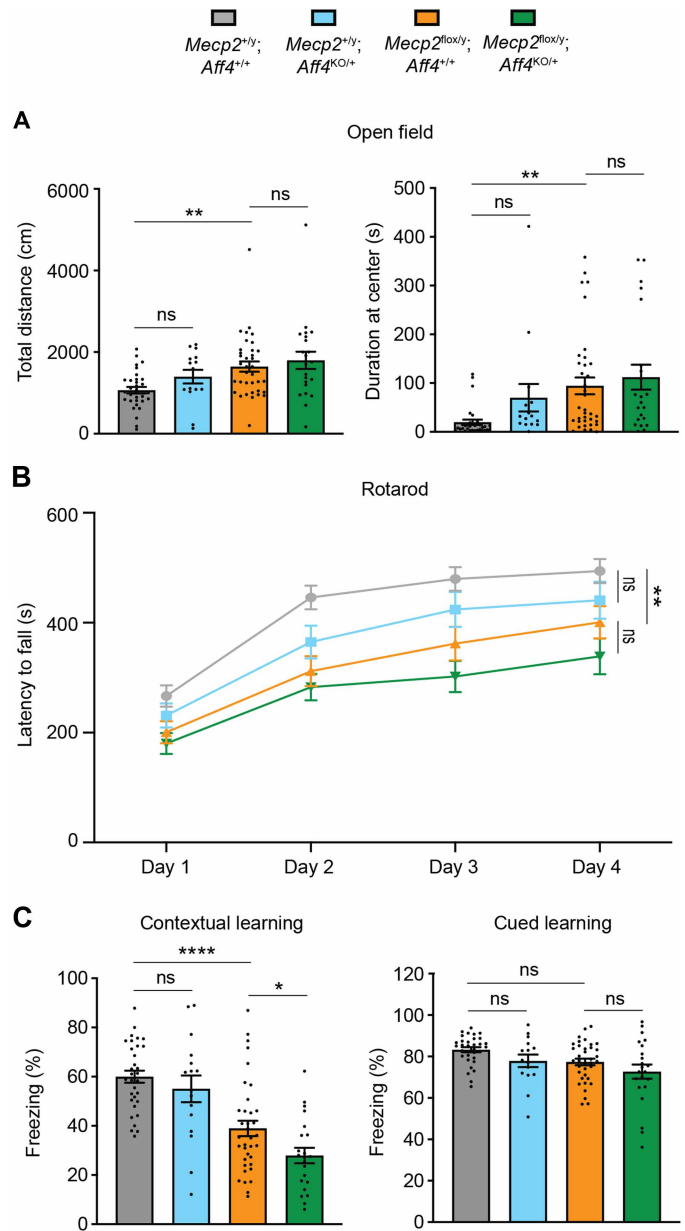 Mecp2+/y; Mecp2+/y; Mecp2flox/y; Mecp2flox/y;
Aff4+/+ Aff4KO/+ Aff4+/+ Aff4KO/+
A
Open field
Total distance (cm)
6000
4000
2000
0
ns
**
ns
Duration at center (s)
500
400
300
200
100
0
ns
**
ns
B
Rotarod
Latency to fall (s)
600
400
200
0
ns
**
ns
Day 1 Day 2 Day 3 Day 4
C
Contextual learning
Freezing (%)
100
80
60
40
20
0
****
ns
*
Cued learning
Freezing (%)
120
100
80
60
40
20
0
ns
ns
ns